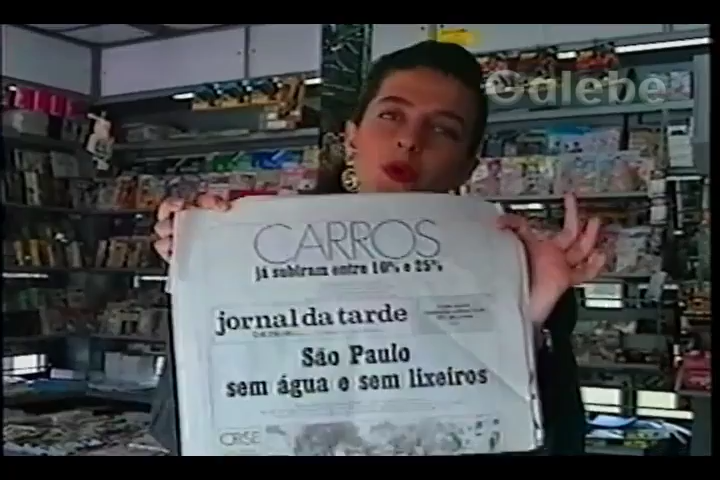 Galebe
CARROS
já subiram entre 10% e 25%
jornal da tarde
São Paulo
sem água e sem lixeiros
CRISE